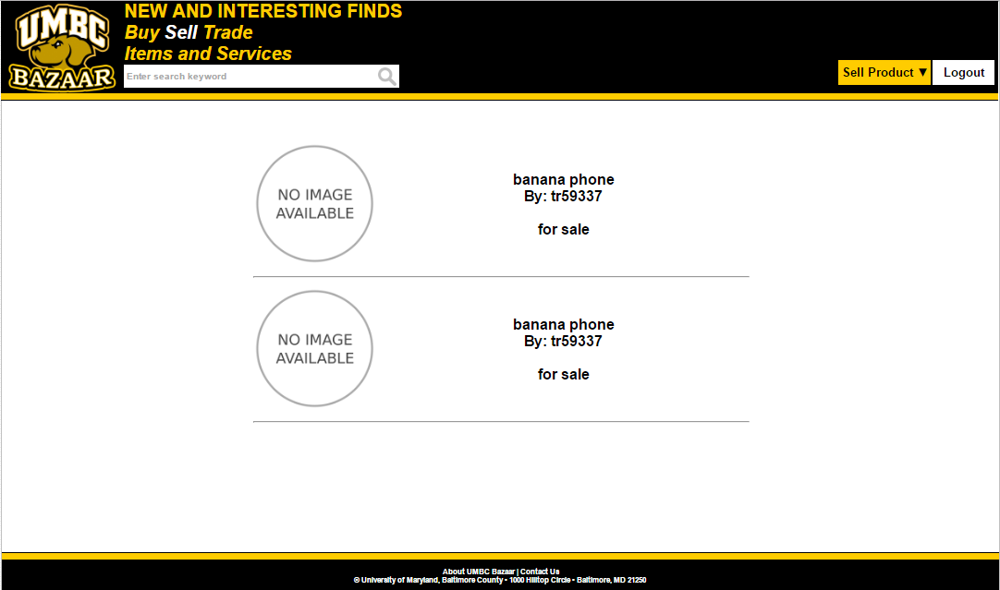 UMBC
BAZAAR
NEW AND INTERESTING FINDS
Buy Sell Trade
Items and Services
Enter search keyword
Sell Product ▼
Logout
NO IMAGE
AVAILABLE
banana phone
By: tr59337
for sale
NO IMAGE
AVAILABLE
banana phone
By: tr59337
for sale
About UMBC Bazaar | Contact Us
© University of Maryland, Baltimore County • 1000 Hilltop Circle • Baltimore, MD 21250